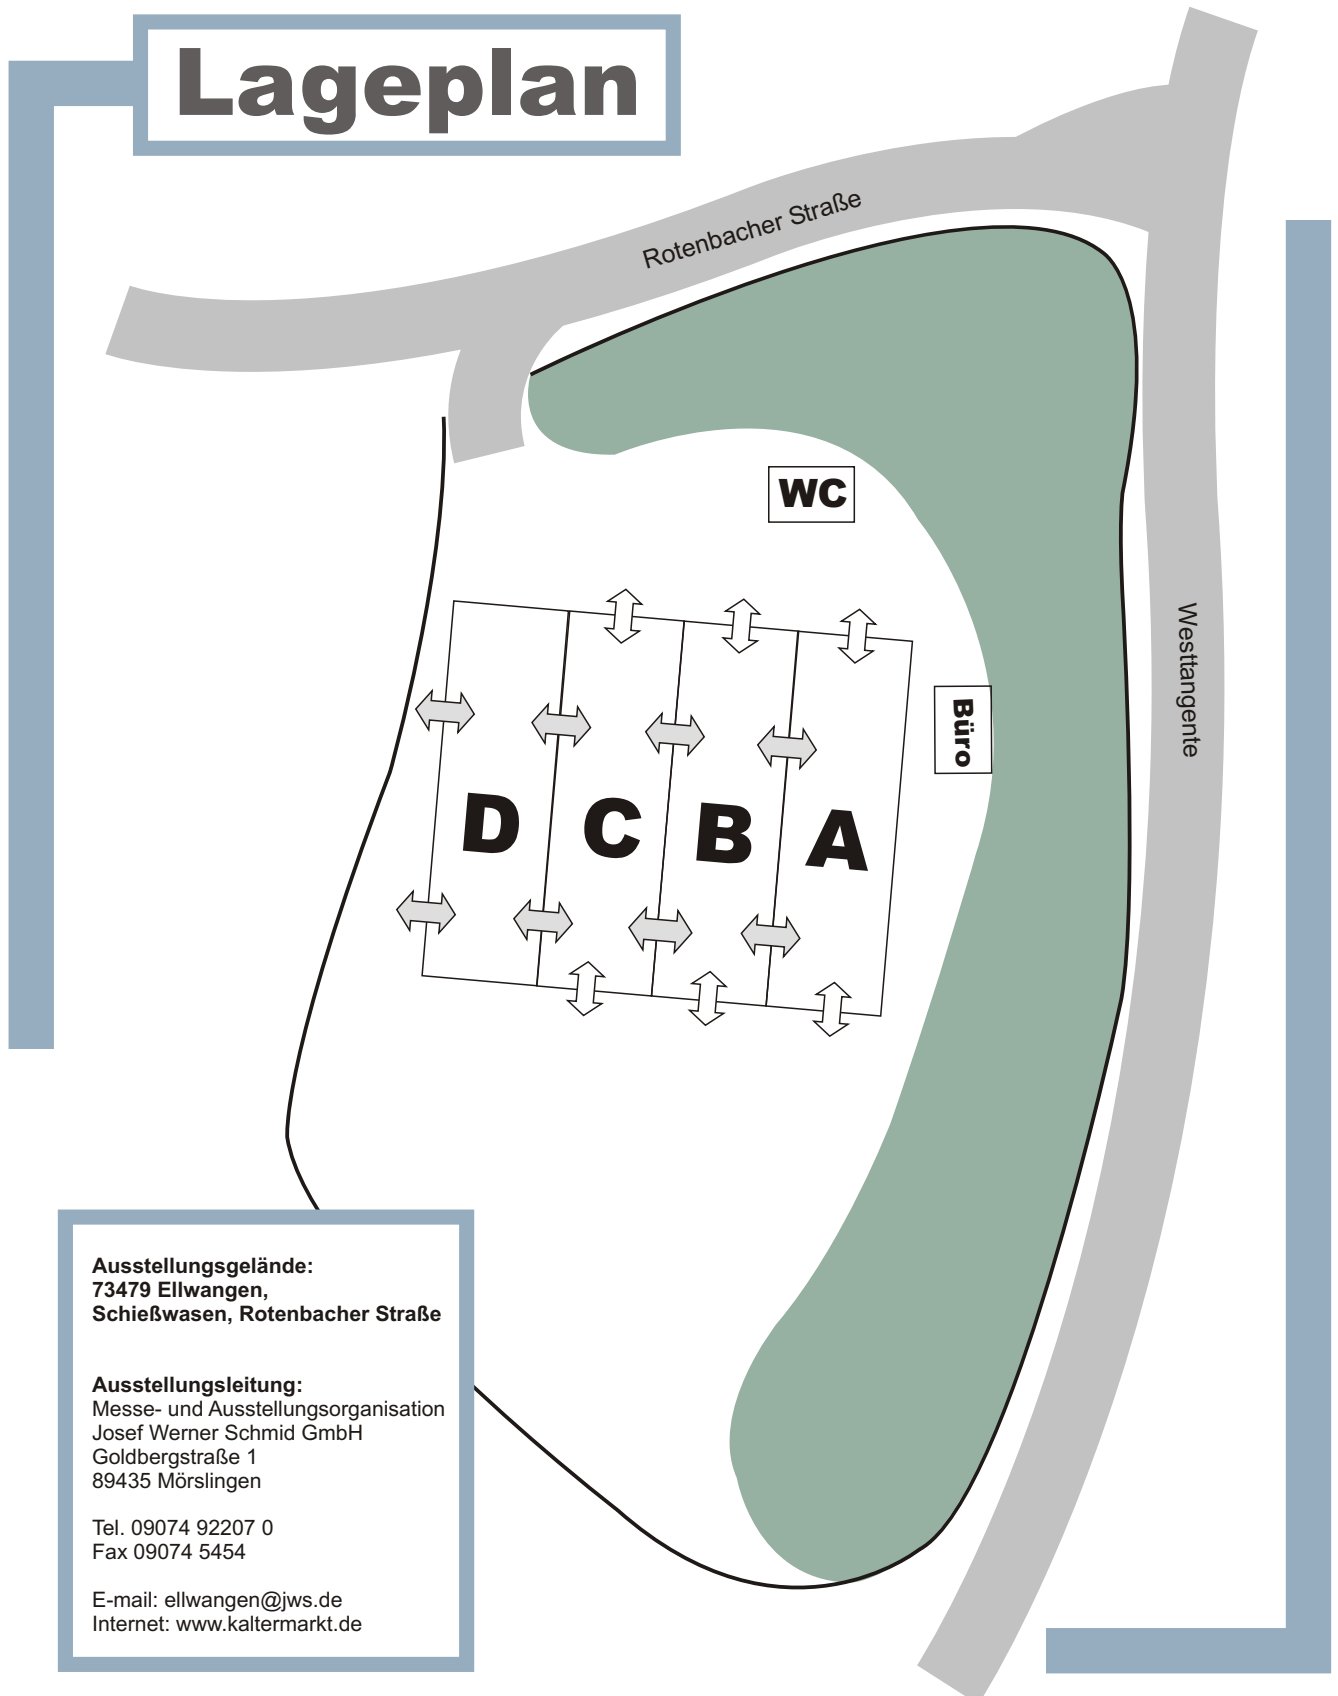 Lageplan
Rotenbacher Straße
WC
Westtangente
Büro
D C B A
Ausstellungsgelände:
73479 Ellwangen,
Schießwasen, Rotenbacher Straße
Ausstellungsleitung:
Messe- und Ausstellungsorganisation
Josef Werner Schmid GmbH
Goldbergstraße 1
89435 Mörslingen
Tel. 09074 92207 0
Fax 09074 5454
E-mail: ellwangen@jws.de
Internet: www.kaltermarkt.de